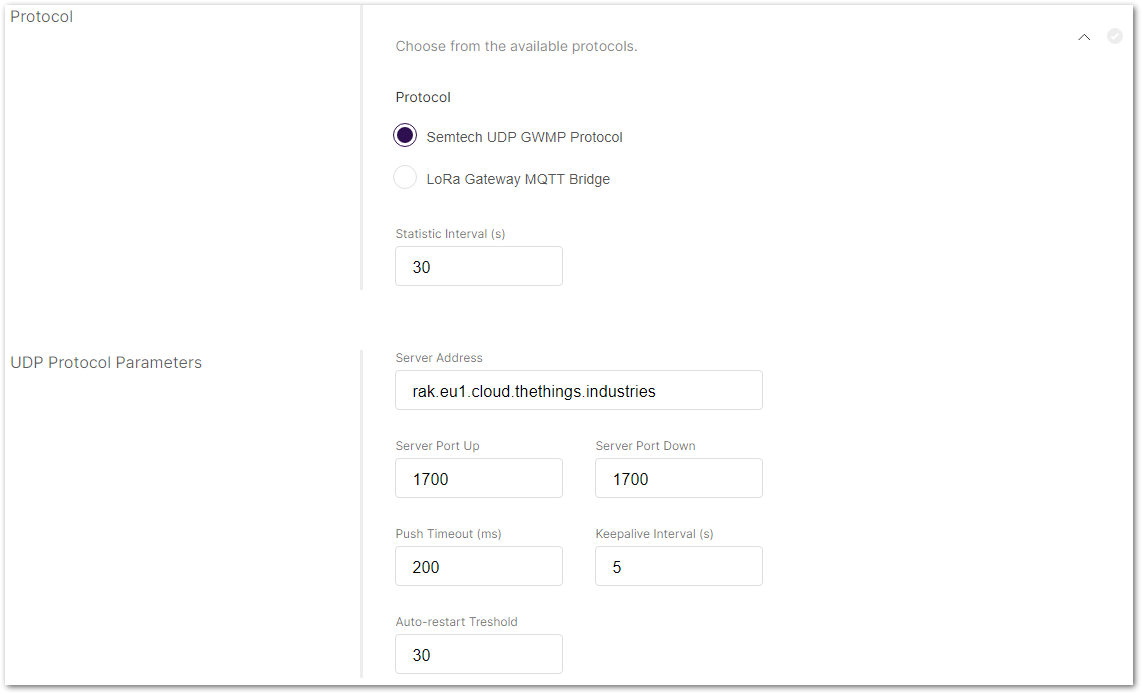 Protocol
Choose from the available protocols.
Protocol
Semtech UDP GWMP Protocol
LoRa Gateway MQTT Bridge
Statistic Interval (s)
30
UDP Protocol Parameters
Server Address
rak.eu1.cloud.thethings.industries
Server Port Up
Server Port Down
1700
1700
Push Timeout (ms)
Keepalive Interval (s)
200
5
Auto-restart Treshold
30